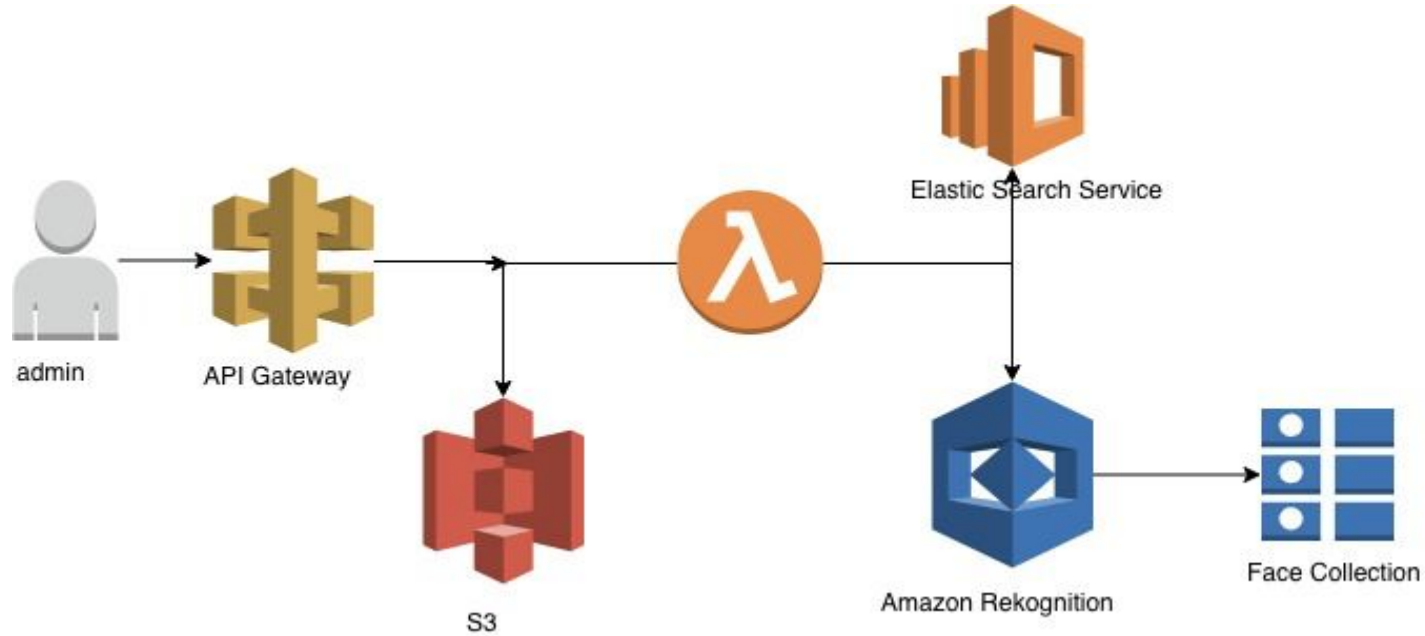 Elastic Search Service
λ
admin
API Gateway
S3
Amazon Rekognition
Face Collection